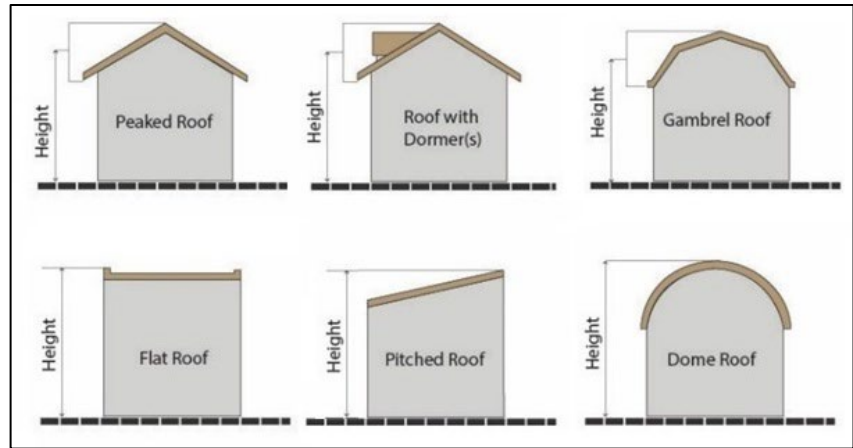 Height
Peaked Roof
Height
Roof with
Dormer(s)
Height
Gambrel Roof
Height
Flat Roof
Height
Pitched Roof
Height
Dome Roof